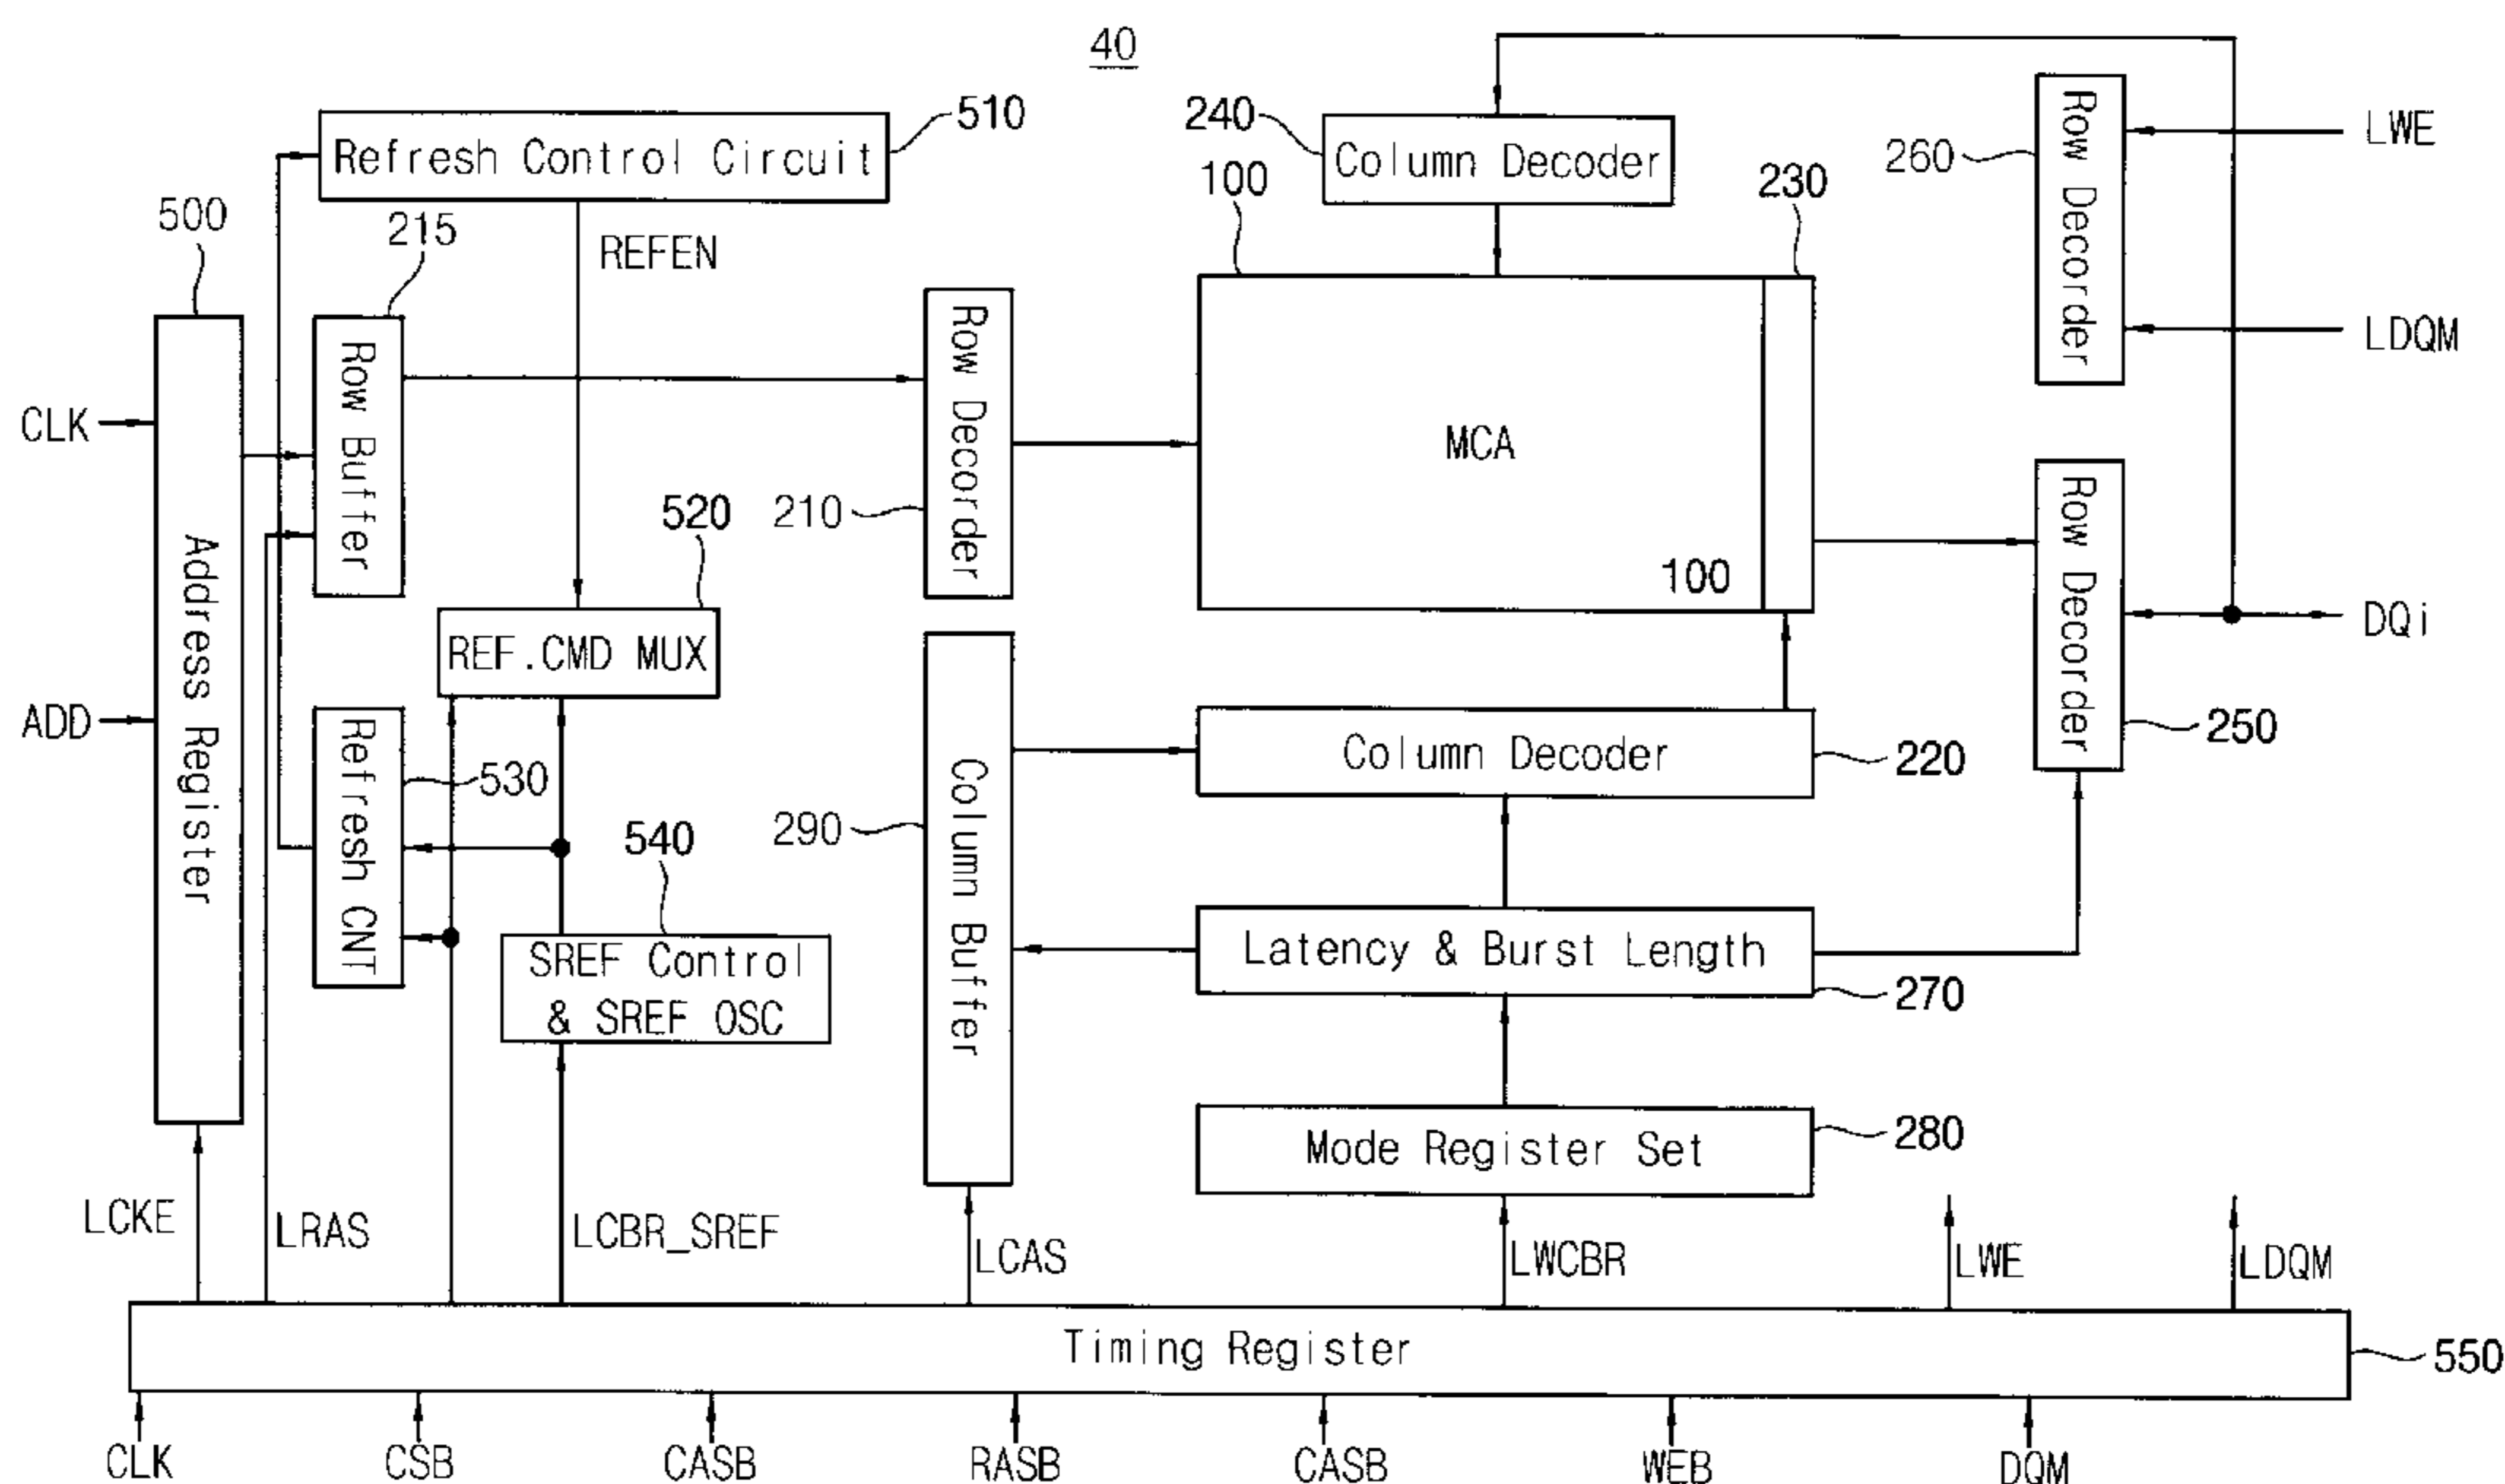 40
Refresh Control Circuit
510
240
Column Decoder
100
230
260
Row Decorder
LWE
LDQM
500
215
REFEN
Row Buffer
Row Decorder
210
MCA
100
CLK
ADD
Address Register
520
REF.CMD MUX
Row Decorder
DQi
250
Refresh CNT
530
540
SREF Control
& SREF OSC
290
Column Buffer
Column Decoder
220
Latency & Burst Length
270
Mode Register Set
280
LCKE
LRAS
LCBR_SREF
LCAS
LWCBR
LWE
LDQM
Timing Register
550
CLK
CSB
CASB
RASB
CASB
WEB
DQM